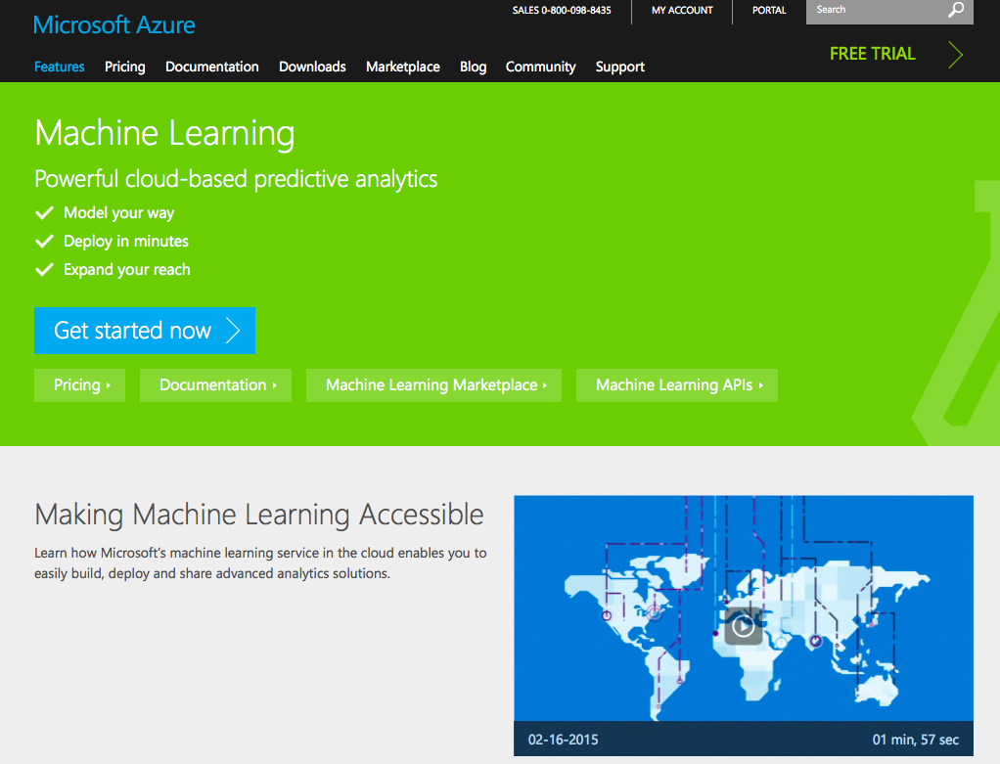 SALES 0-800-098-8435 MY ACCOUNT PORTAL Search
Microsoft Azure
FREE TRIAL
Features Pricing Documentation Downloads Marketplace Blog Community Support
Machine Learning
Powerful cloud-based predictive analytics
Model your way
Deploy in minutes
Expand your reach
Get started now
Pricing Documentation Machine Learning Marketplace Machine Learning APIs
Making Machine Learning Accessible
Learn how Microsoft's machine learning service in the cloud enables you to
easily build, deploy and share advanced analytics solutions.
02-16-2015 01 min, 57 sec